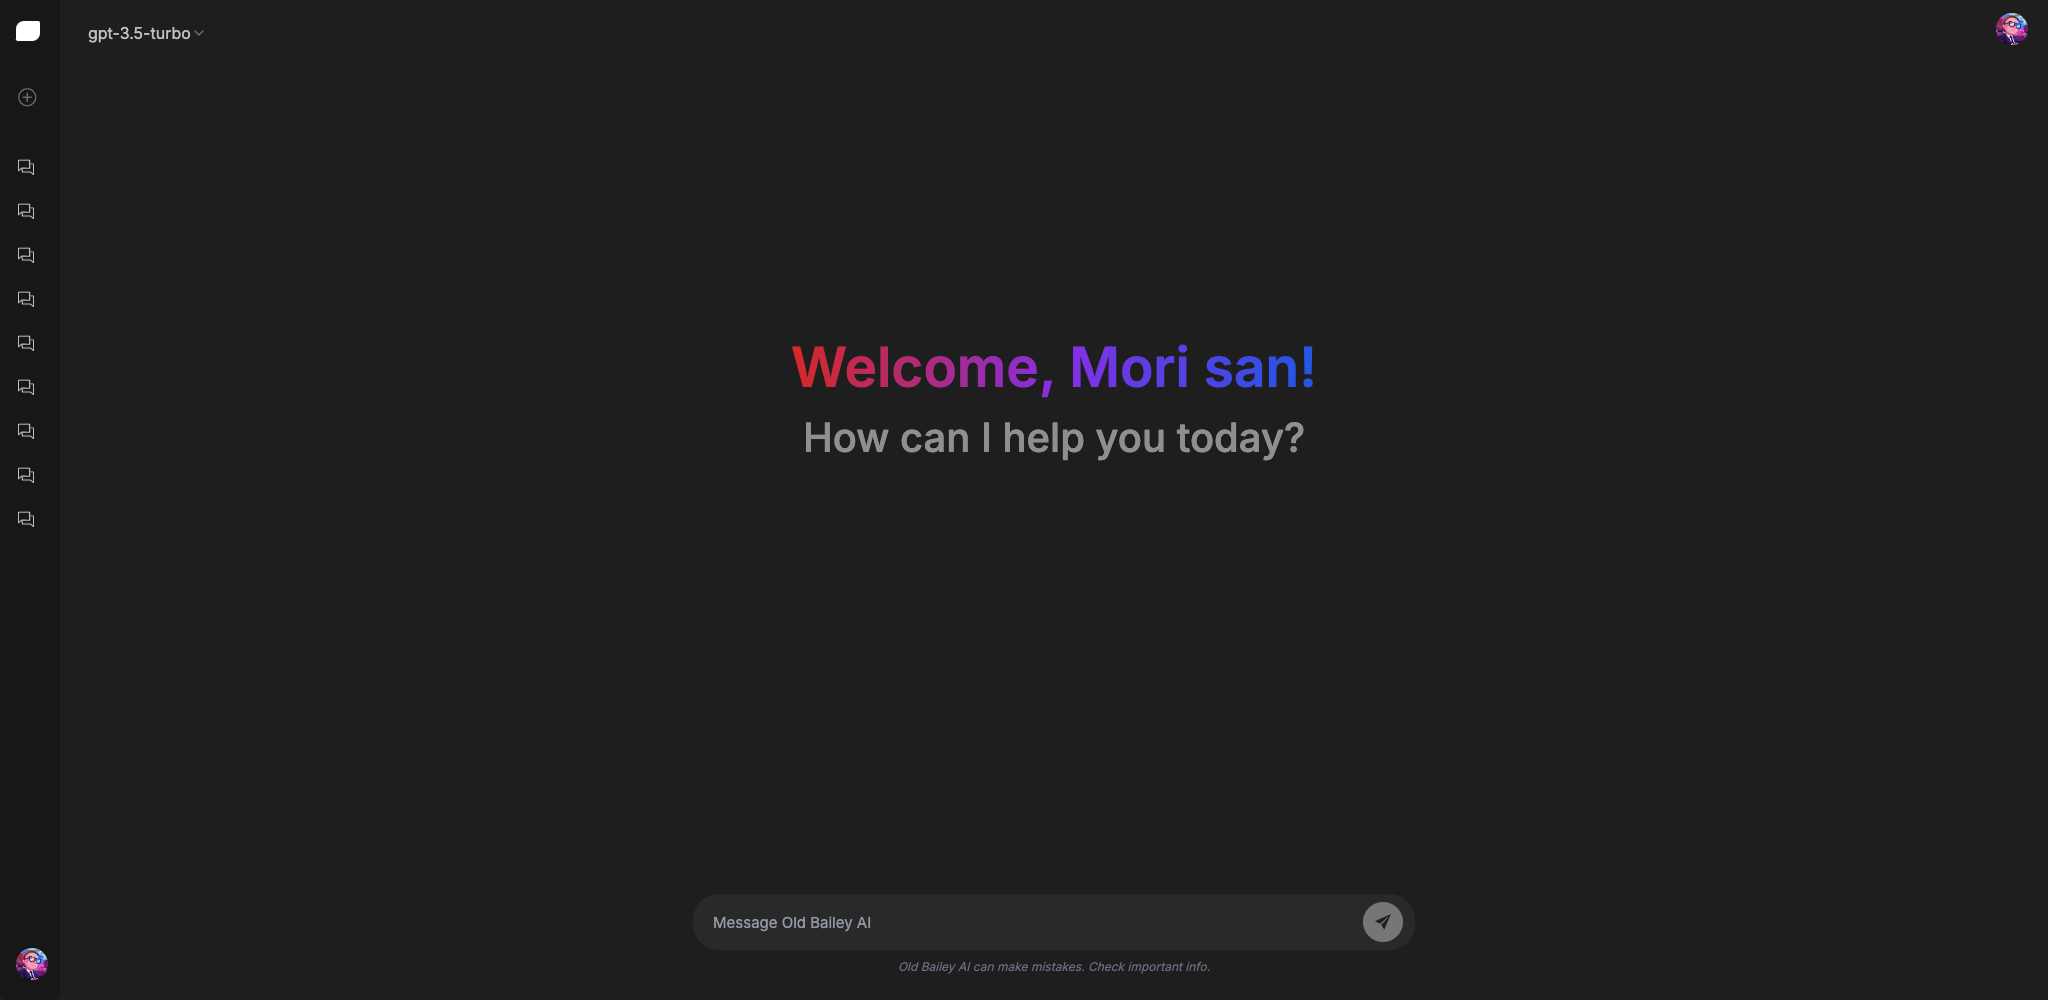 gpt-3.5-turbo
Welcome, Mori san!
How can I help you today?
Message Old Bailey AI
Old Bailey AI can make mistakes. Check important info.